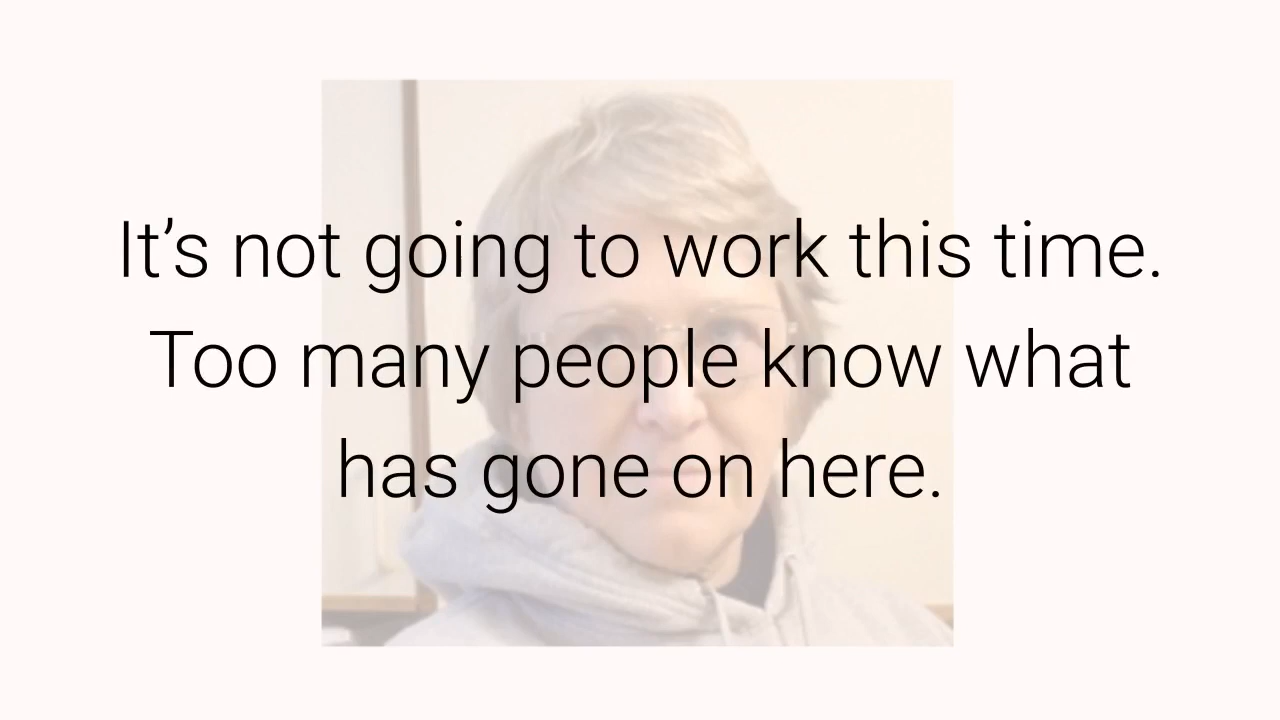 It’s not going to work this time.
Too many people know what
has gone on here.